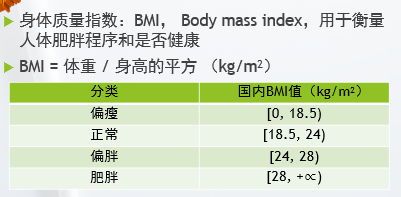 身体质量指数：BMI， Body mass index，用于衡量
人体肥胖程序和是否健康
BMI = 体重 / 身高的平方 （kg/m²）
分类 国内BMI值（kg/m²）
偏瘦 [0, 18.5)
正常 [18.5, 24)
偏胖 [24, 28)
肥胖 [28, +∝)